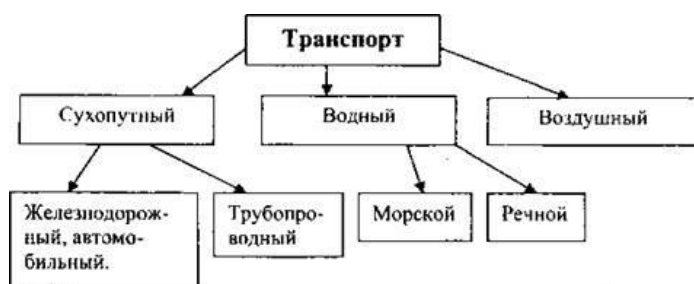 Транспорт
Сухопутный
Водный
Воздушный
Железнодорож-
ный, автомо-
бильный.
Трубопро-
водный
Морской
Речной